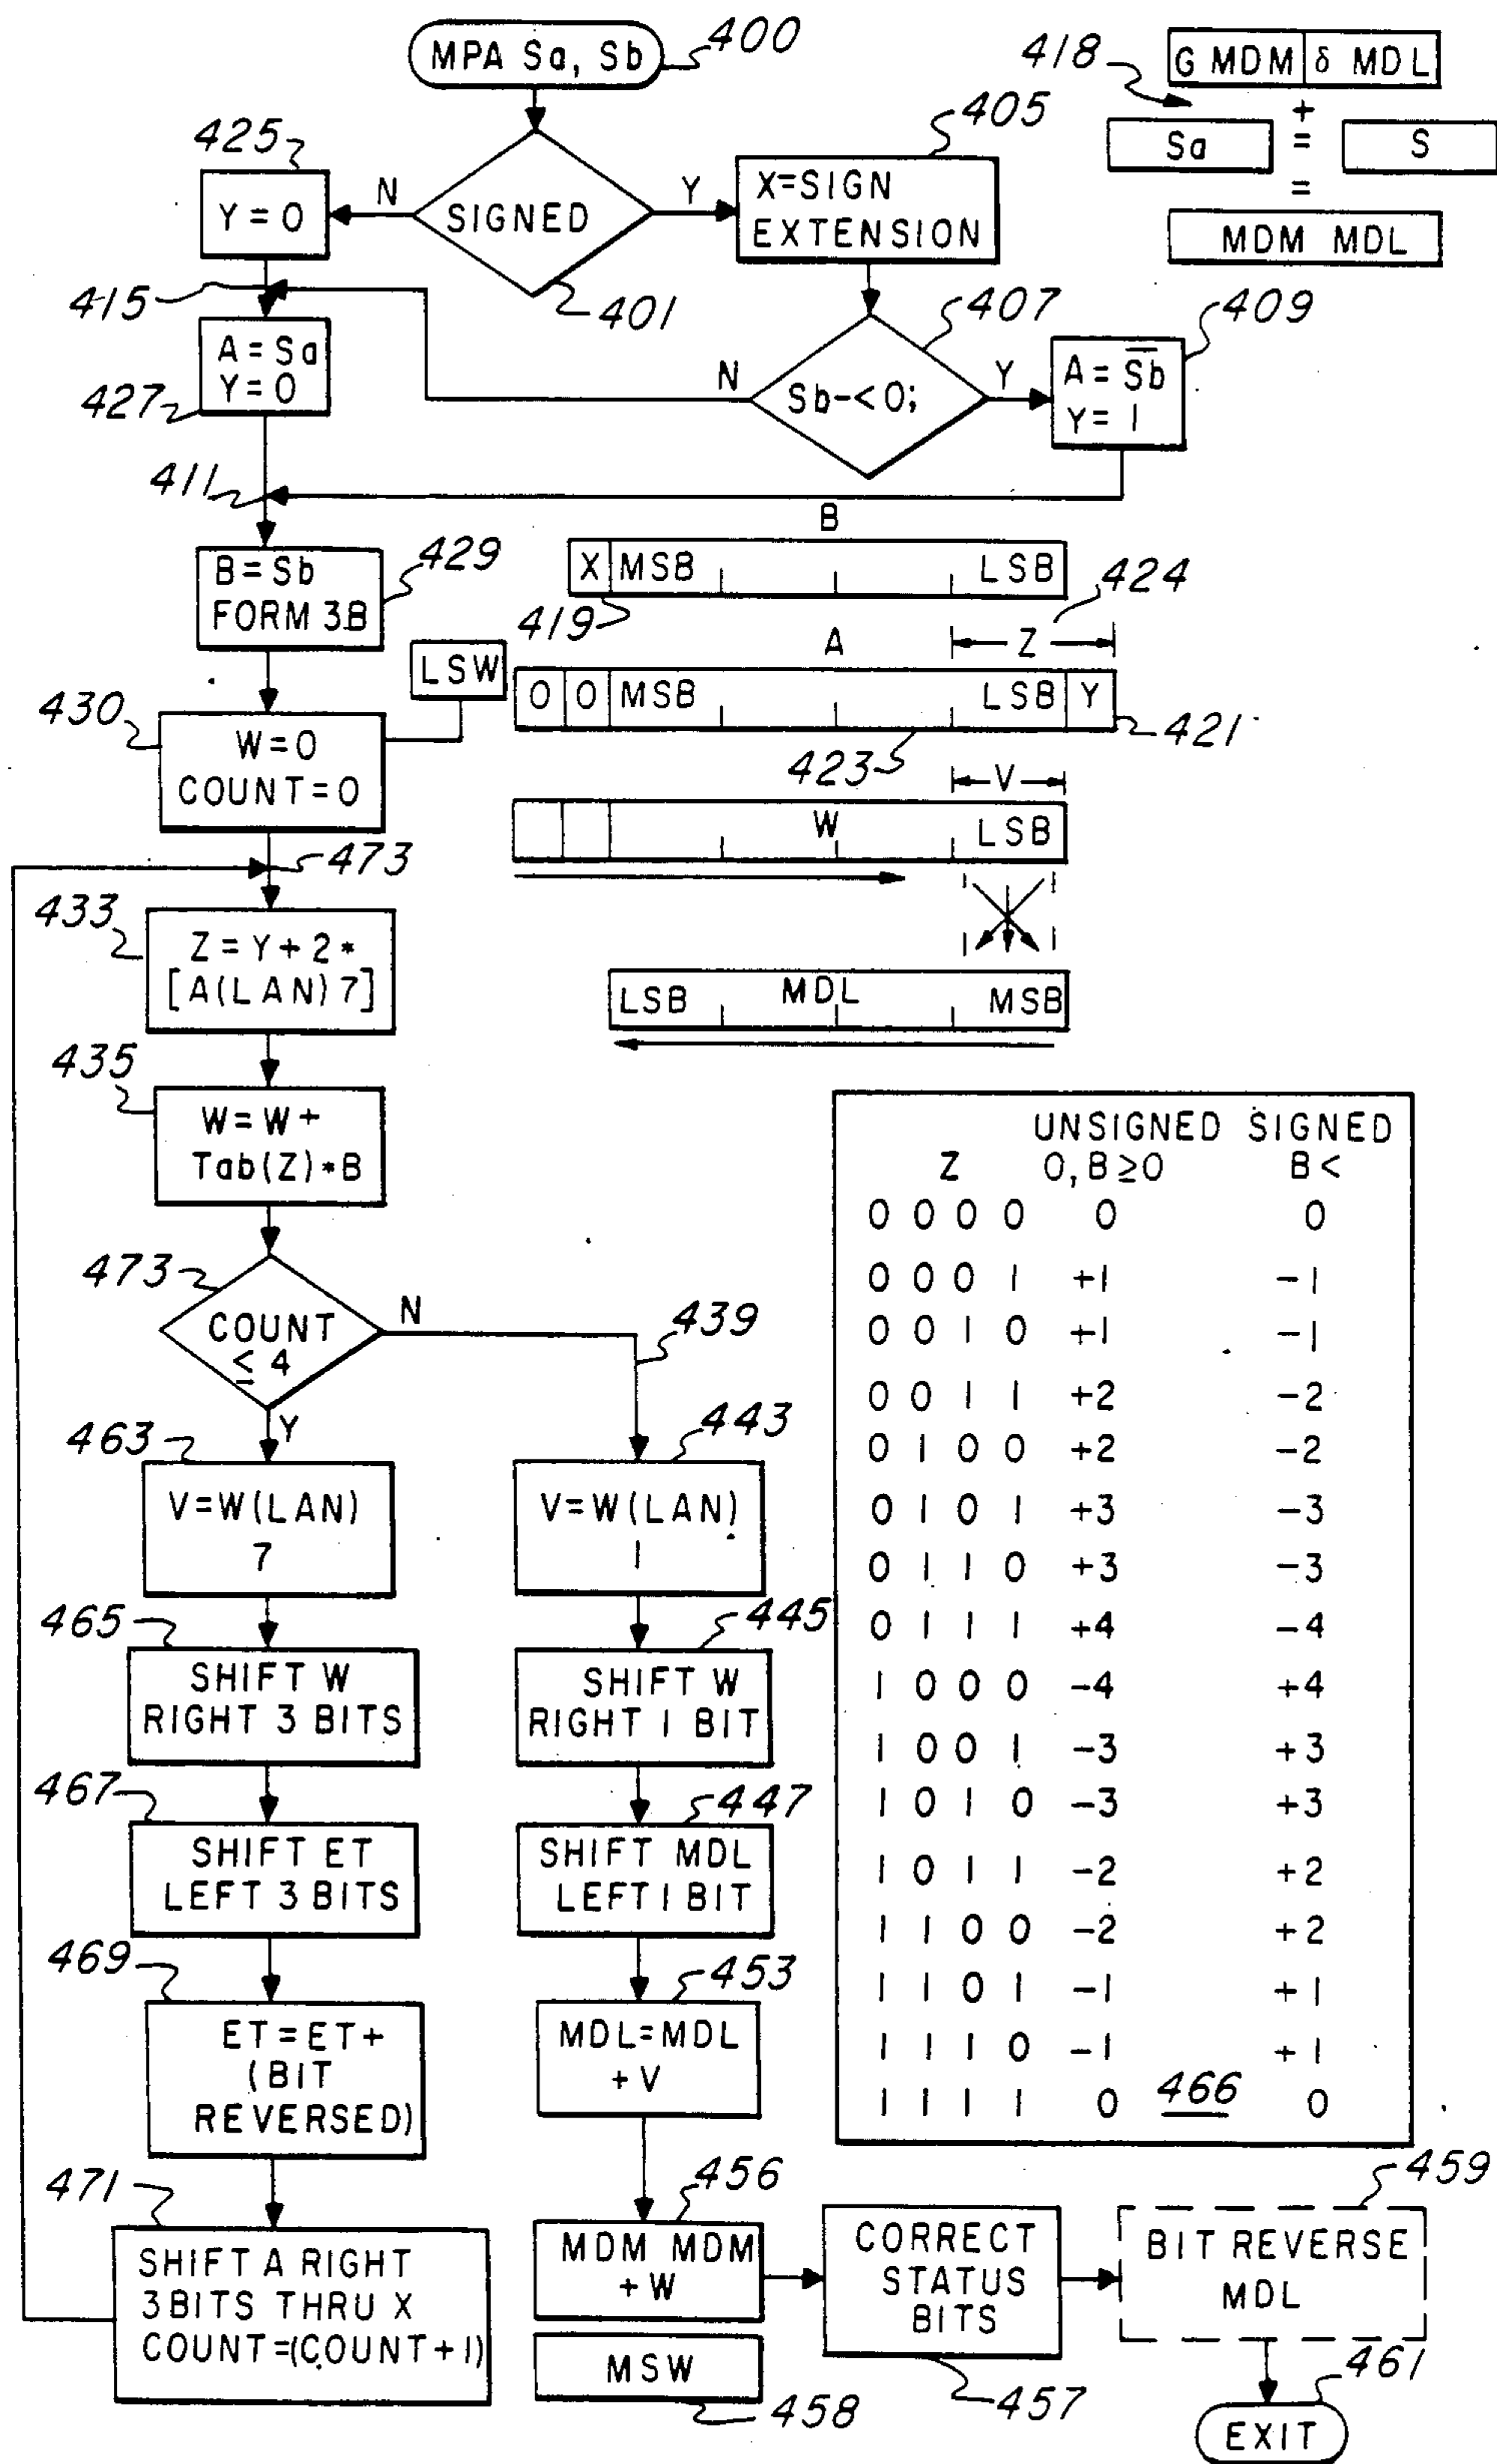 MPA Sa, Sb
400
418
G MDM δ MDL
+
Sa = S
=
MDM MDL
425
Y = 0
N
SIGNED
Y
401
405
X=SIGN
EXTENSION
415
A = Sa
Y = 0
427
N
Sb-<0;
Y
407
409
A = S̅b̅
Y = 1
411
B = Sb
FORM 3B
429
B
X MSB LSB
419
424
A
Z
O O MSB LSB Y
421
423
LSW
430
W = 0
COUNT = 0
V
W LSB
473
LSB MDL MSB
433
Z = Y + 2*
[A(LAN) 7]
435
W = W +
Tab(Z)*B
473
COUNT
≤ 4
N
439
Y
463
V=W(LAN)
7
443
V=W(LAN)
1
465
SHIFT W
RIGHT 3 BITS
445
SHIFT W
RIGHT 1 BIT
467
SHIFT ET
LEFT 3 BITS
447
SHIFT MDL
LEFT 1 BIT
469
ET = ET +
(BIT
REVERSED)
453
MDL=MDL
+ V
471
SHIFT A RIGHT
3 BITS THRU X
COUNT=(COUNT+1)
456
MDM MDM
+ W
MSW
458
CORRECT
STATUS
BITS
457
459
BIT REVERSE
MDL
461
EXIT
UNSIGNED SIGNED
Z 0, B ≥0 B <
0 0 0 0 0 0
0 0 0 1 +1 -1
0 0 1 0 +1 -1
0 0 1 1 +2 -2
0 1 0 0 +2 -2
0 1 0 1 +3 -3
0 1 1 0 +3 -3
0 1 1 1 +4 -4
1 0 0 0 -4 +4
1 0 0 1 -3 +3
1 0 1 0 -3 +3
1 0 1 1 -2 +2
1 1 0 0 -2 +2
1 1 0 1 -1 +1
1 1 1 0 -1 +1
1 1 1 1 0 466 0